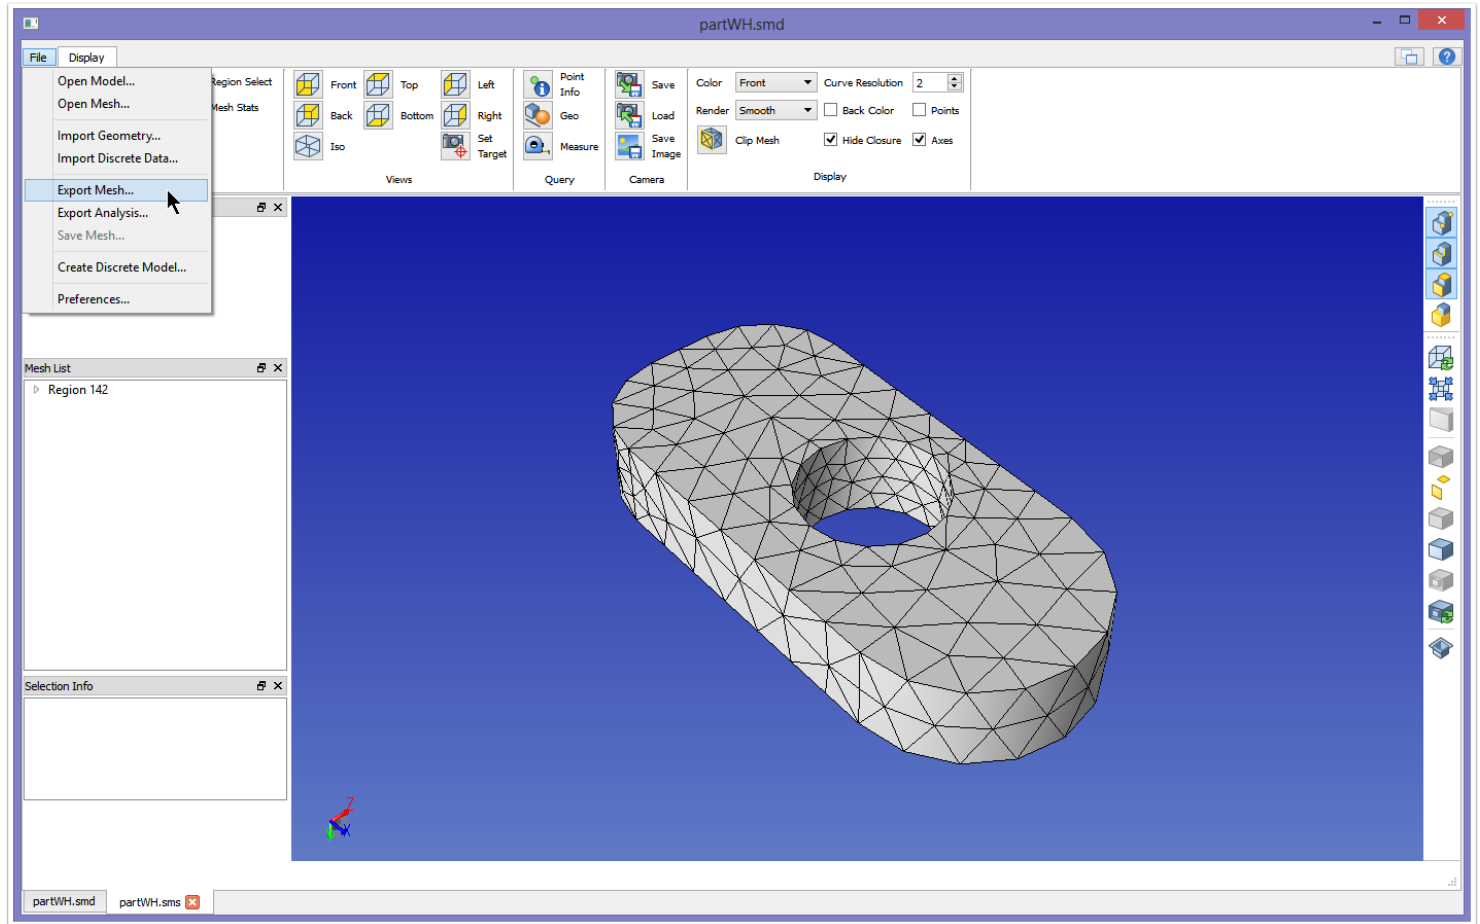 partWH.smd
File Display
Open Model...
Open Mesh...
Import Geometry...
Import Discrete Data...
Export Mesh...
Export Analysis...
Save Mesh...
Create Discrete Model...
Preferences...
Region Select
Mesh Stats
Front Top Left
Back Bottom Right
Iso Set
Target
Views
Point
Info
Geo
Measure
Query
Save
Load
Save
Image
Camera
Color Front Curve Resolution 2
Render Smooth Back Color Points
Clip Mesh Hide Closure Axes
Display
Mesh List
Region 142
Selection Info
Z
X
partWH.smd partWH.sms